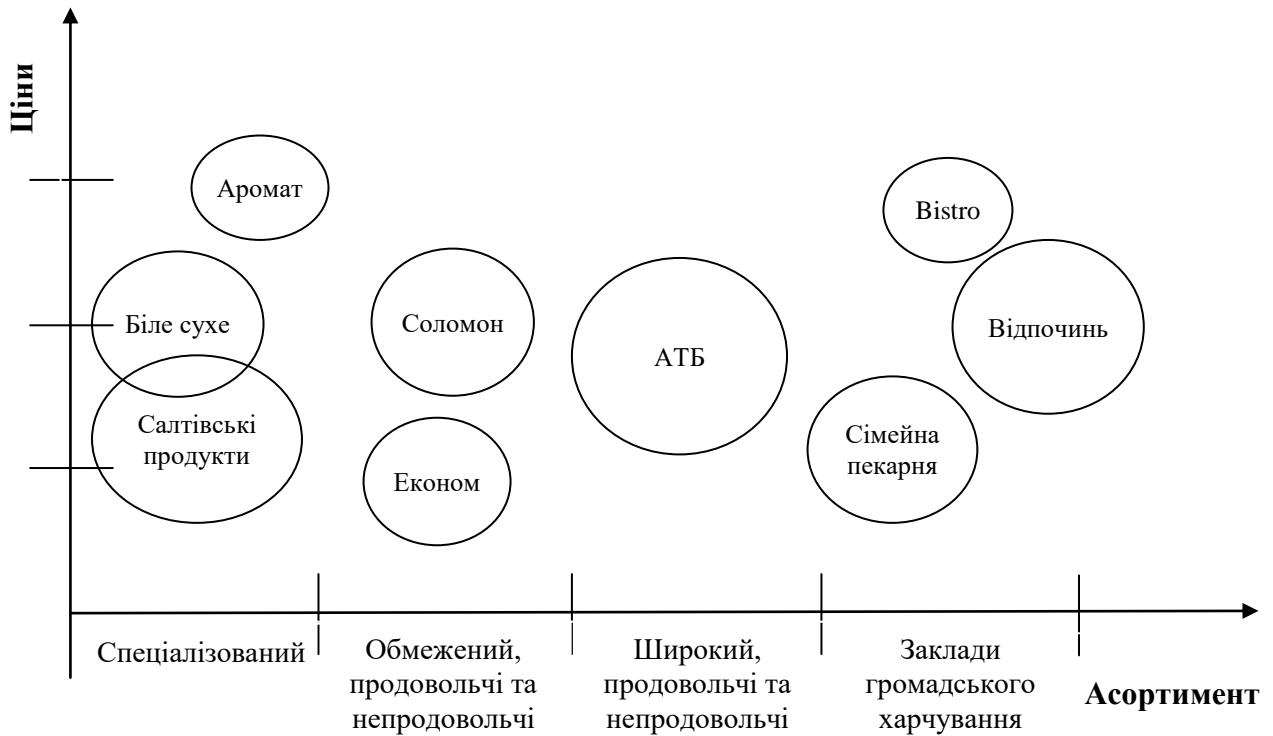 Ціни
Аромат
Bistro
Біле сухе
Соломон
АТБ
Відпочинь
Салтівські
продукти
Економ
Сімейна
пекарня
Спеціалізований
Обмежений,
продовольчі та
непродовольчі
Широкий,
продовольчі та
непродовольчі
Заклади
громадського
харчування
Асортимент